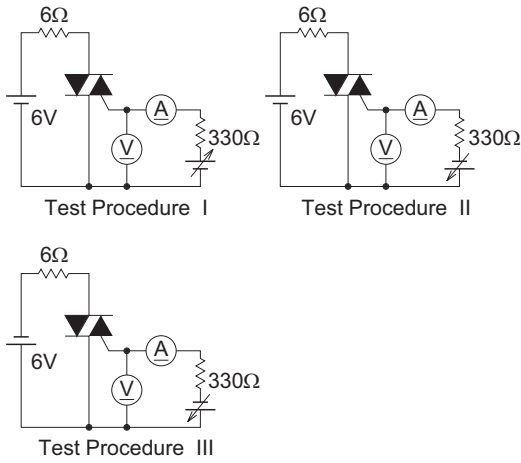 6Ω
6V
A
V
330Ω
Test Procedure I
6Ω
6V
A
V
330Ω
Test Procedure II
6Ω
6V
A
V
330Ω
Test Procedure III